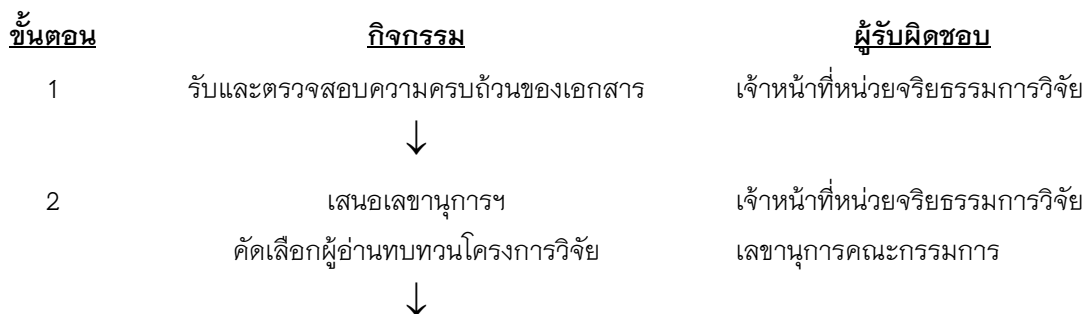 ขั้นตอน กิจกรรม ผู้รับผิดชอบ
1 รับและตรวจสอบความครบถ้วนของเอกสาร เจ้าหน้าที่หน่วยจริยธรรมการวิจัย
↓
2 เสนอเลขานุการฯ เจ้าหน้าที่หน่วยจริยธรรมการวิจัย
คัดเลือกผู้อ่านทบทวนโครงการวิจัย เลขานุการคณะกรรมการ
↓